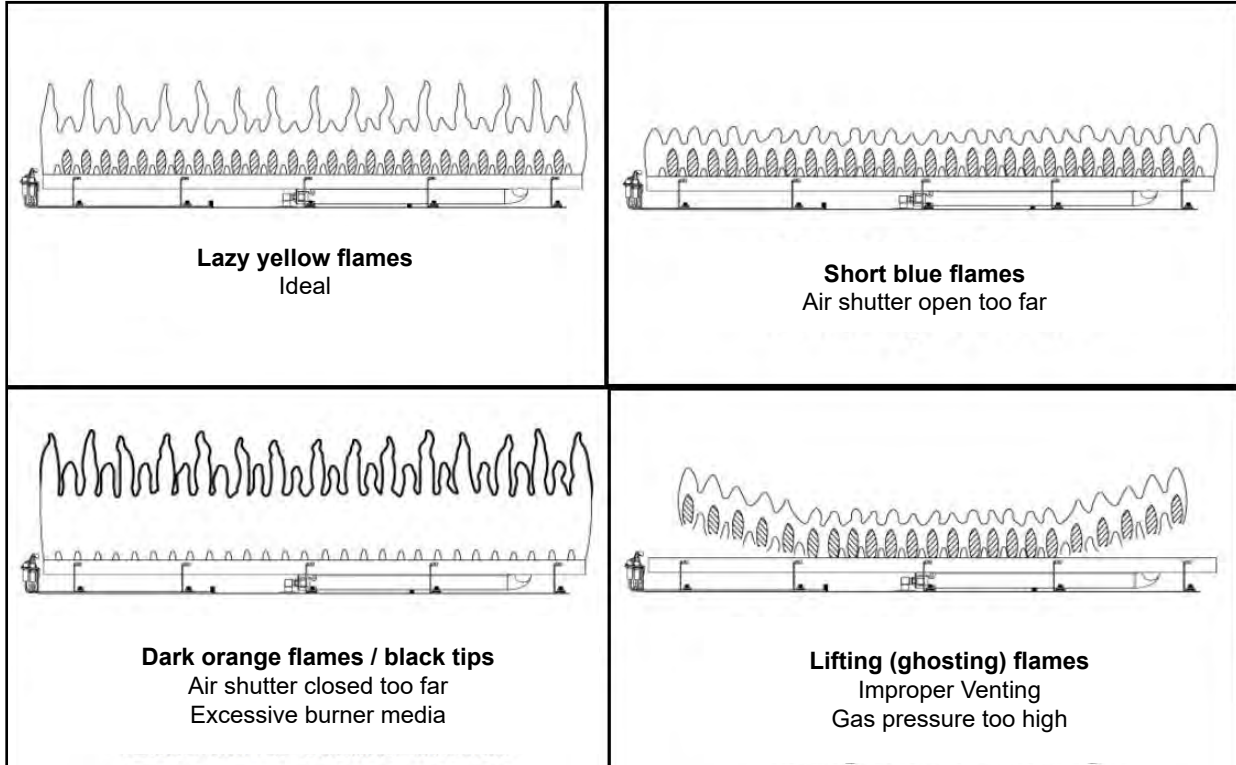 Lazy yellow flames
Ideal
Short blue flames
Air shutter open too far
Dark orange flames / black tips
Air shutter closed too far
Excessive burner media
Lifting (ghosting) flames
Improper Venting
Gas pressure too high